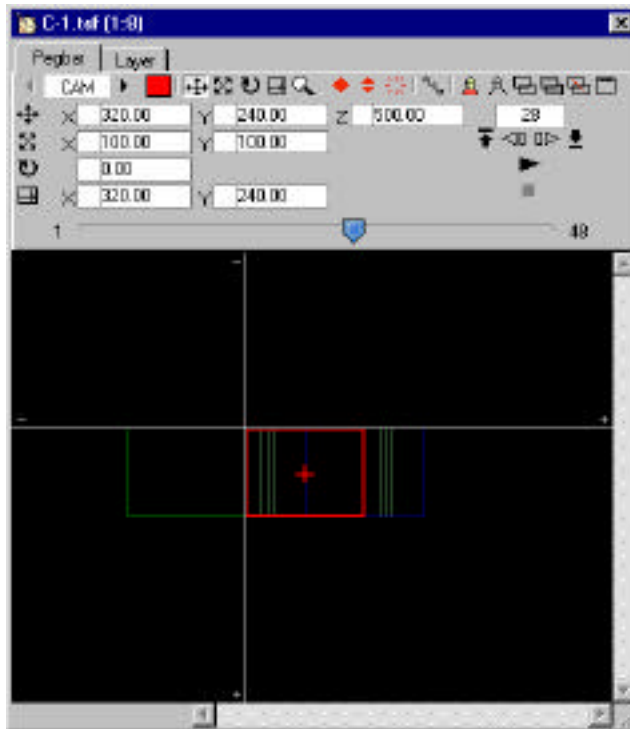 C-1.tsf (1:8)
Pegbar Layer
CAM
X 320.00 Y 240.00 Z 500.00 28
X 100.00 Y 100.00
0.00
X 320.00 Y 240.00
1 48